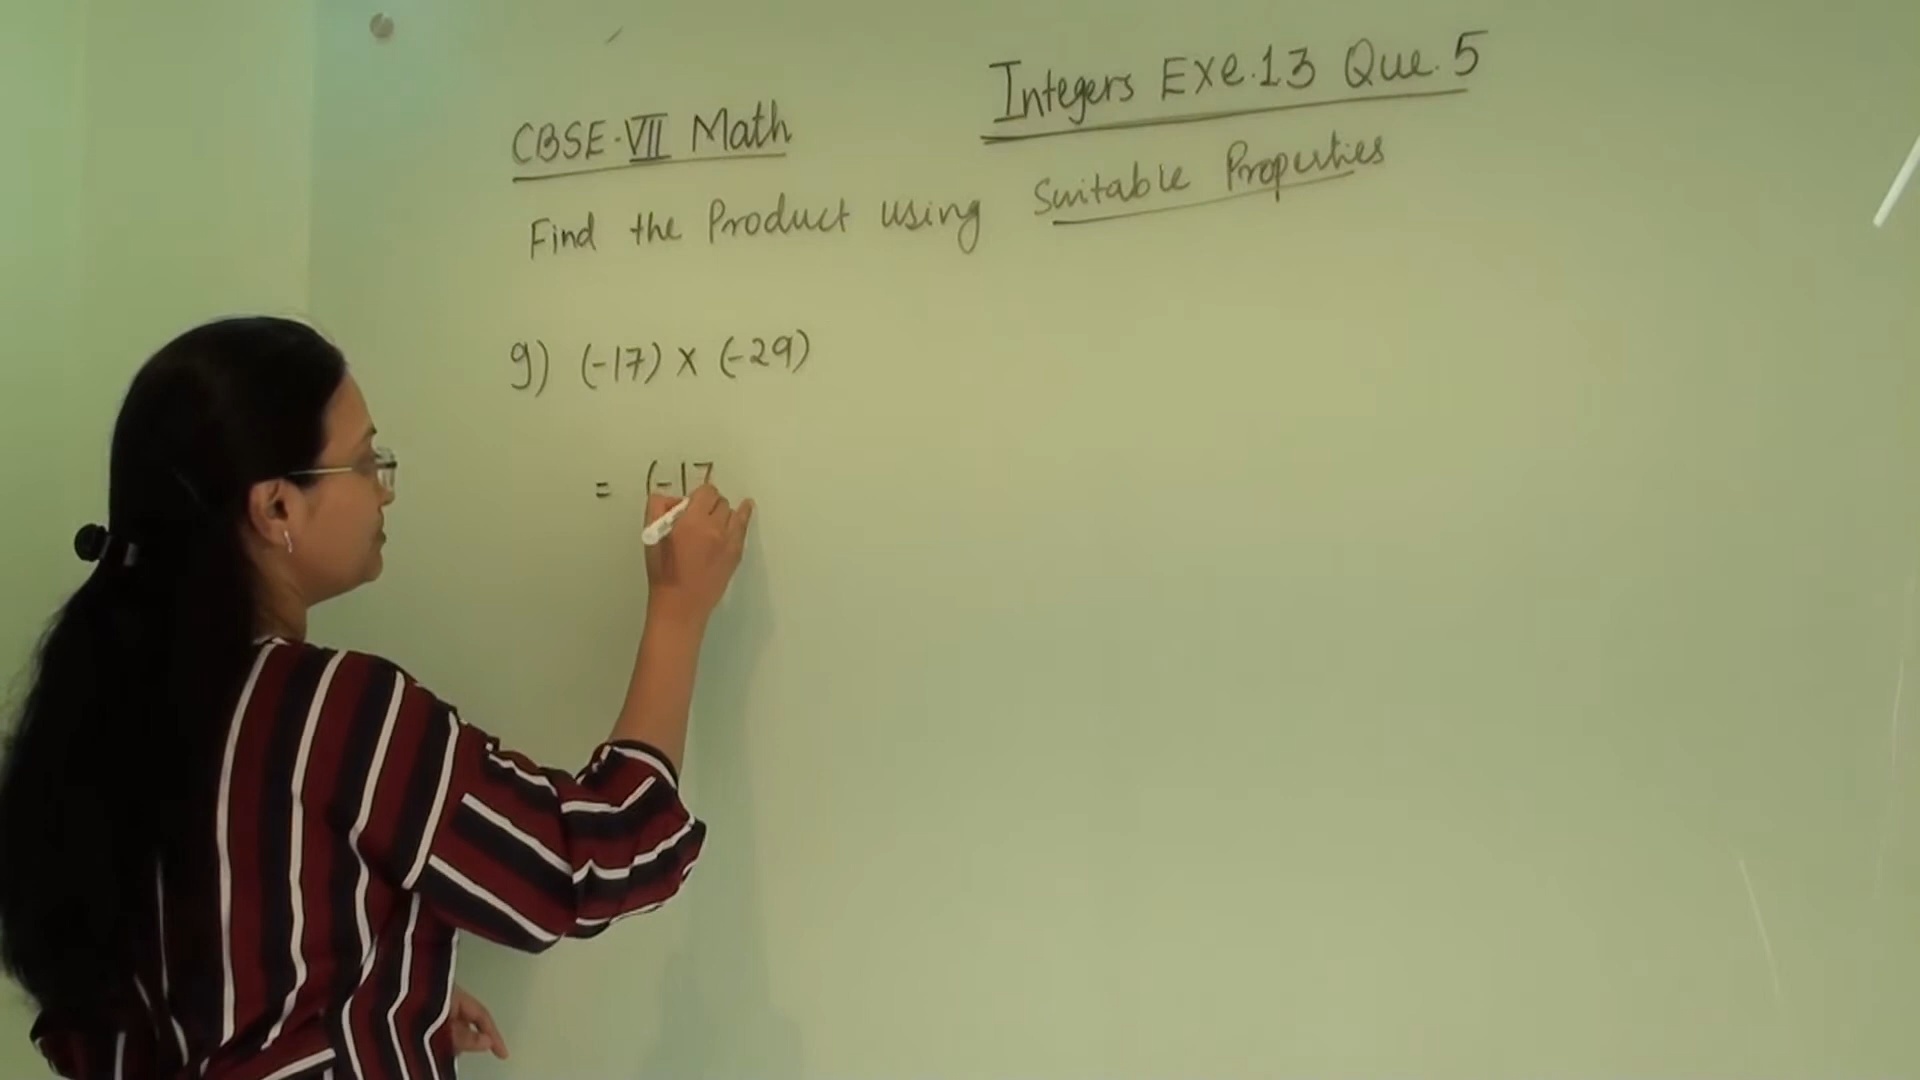 Integers Exe.13 Que.5
CBSE.VII Math
Find the Product using Suitable Properties
g) (-17) x (-29)
= (-17